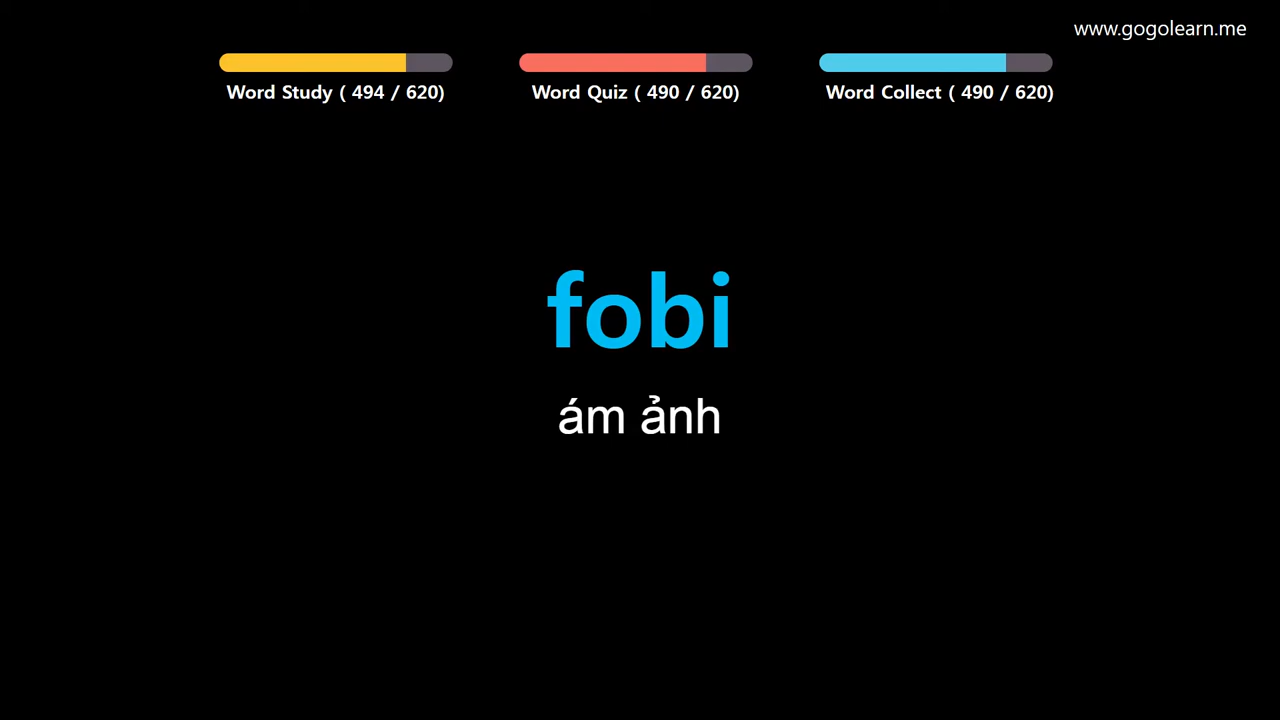 www.gogolearn.me
Word Study ( 494 / 620)
Word Quiz ( 490 / 620)
Word Collect ( 490 / 620)
fobi
ám ảnh